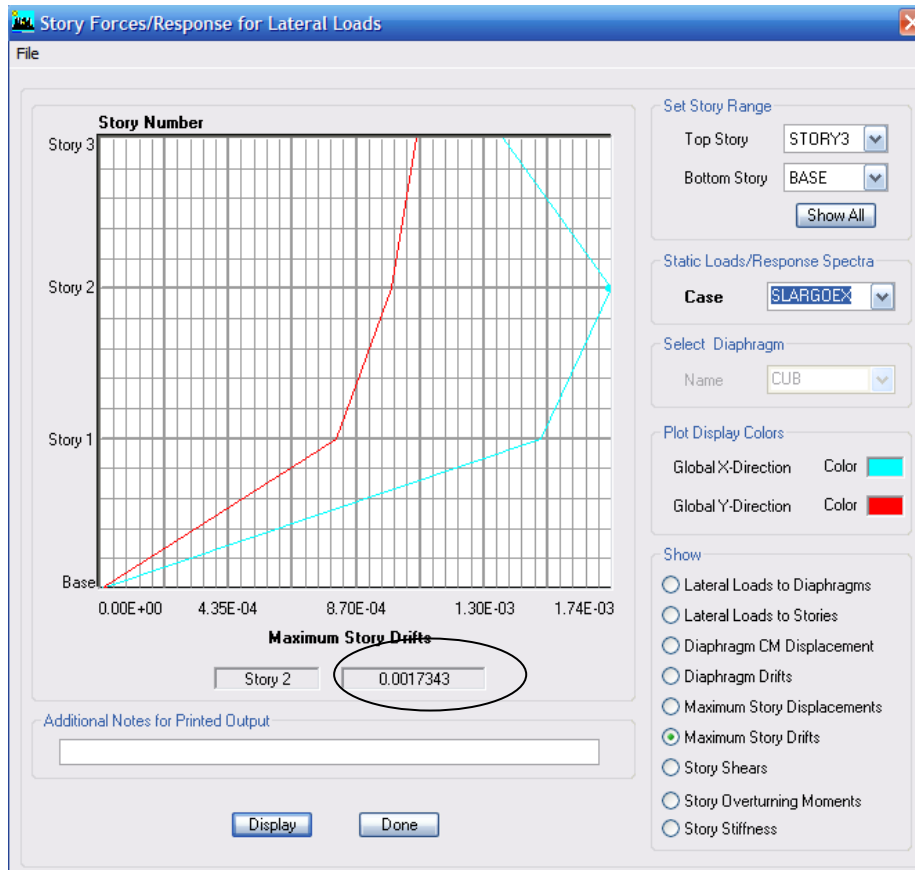 Story Forces/Response for Lateral Loads
File
Story Number
Story 3
Story 2
Story 1
Base
0.00E+00 4.35E-04 8.70E-04 1.30E-03 1.74E-03
Maximum Story Drifts
Story 2 0.0017343
Additional Notes for Printed Output
Display Done
Set Story Range
Top Story STORY3
Bottom Story BASE
Show All
Static Loads/Response Spectra
Case SLARGOEX
Select Diaphragm
Name CUB
Plot Display Colors
Global X-Direction Color
Global Y-Direction Color
Show
Lateral Loads to Diaphragms
Lateral Loads to Stories
Diaphragm CM Displacement
Diaphragm Drifts
Maximum Story Displacements
Maximum Story Drifts
Story Shears
Story Overturning Moments
Story Stiffness